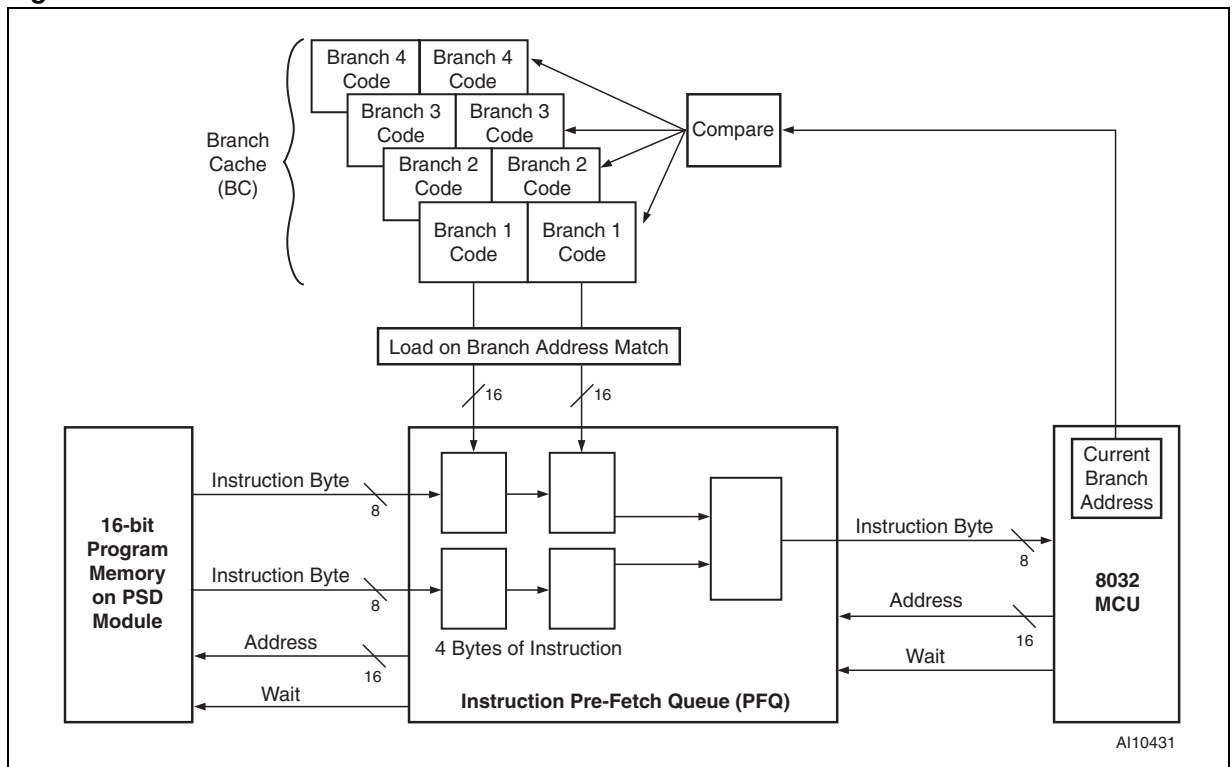 Branch 4
Code
Branch 4
Code
Branch 3
Code
Branch 3
Code
Branch 2
Code
Branch 2
Code
Branch 1
Code
Branch 1
Code
Branch
Cache
(BC)
Compare
Load on Branch Address Match
16
16
16-bit
Program
Memory
on PSD
Module
Instruction Byte
8
Instruction Byte
8
Address
16
Wait
4 Bytes of Instruction
Instruction Pre-Fetch Queue (PFQ)
Instruction Byte
8
Address
16
Wait
Current
Branch
Address
8032
MCU
AI10431